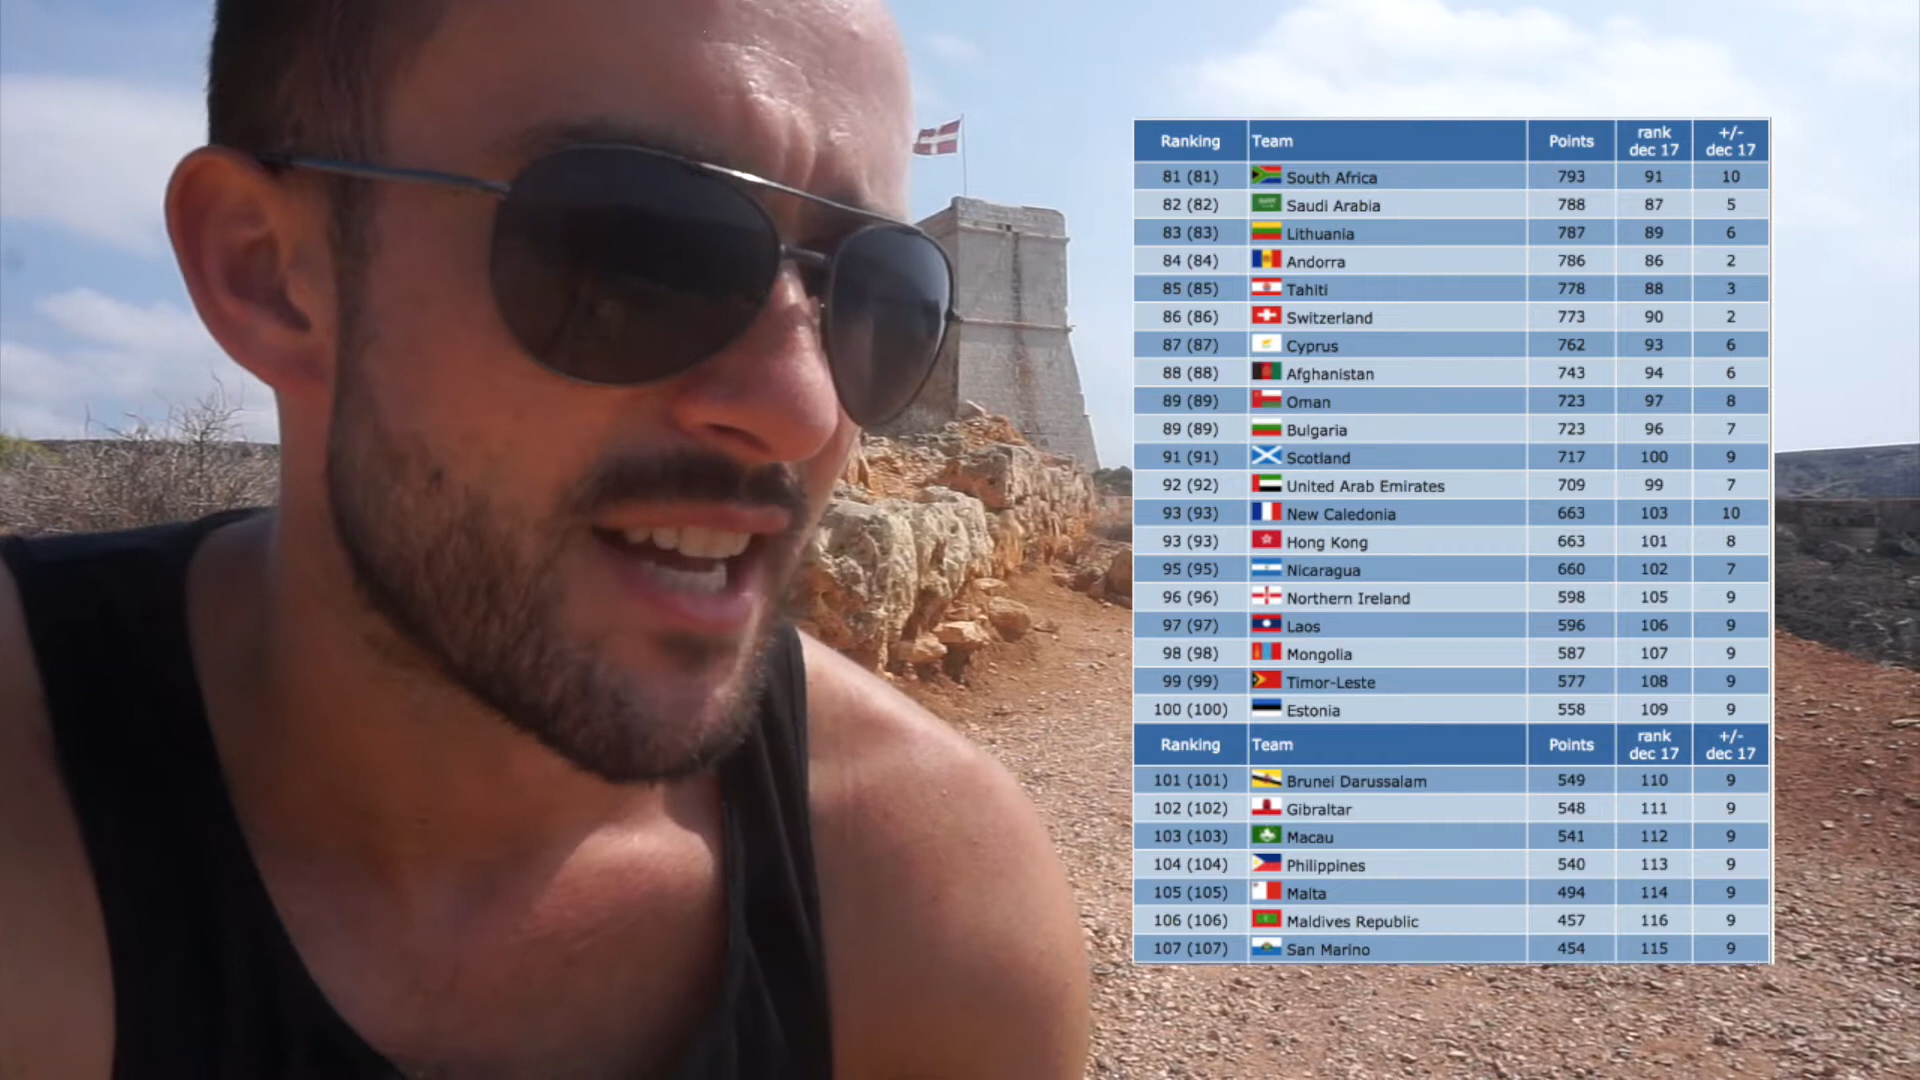 Ranking Team Points rank dec 17 +/- dec 17
81 (81) South Africa 793 91 10
82 (82) Saudi Arabia 788 87 5
83 (83) Lithuania 787 89 6
84 (84) Andorra 786 86 2
85 (85) Tahiti 778 88 3
86 (86) Switzerland 773 90 2
87 (87) Cyprus 762 93 6
88 (88) Afghanistan 743 94 6
89 (89) Oman 723 97 8
89 (89) Bulgaria 723 96 7
91 (91) Scotland 717 100 9
92 (92) United Arab Emirates 709 99 7
93 (93) New Caledonia 663 103 10
93 (93) Hong Kong 663 101 8
95 (95) Nicaragua 660 102 7
96 (96) Northern Ireland 598 105 9
97 (97) Laos 596 106 9
98 (98) Mongolia 587 107 9
99 (99) Timor-Leste 577 108 9
100 (100) Estonia 558 109 9
Ranking Team Points rank dec 17 +/- dec 17
101 (101) Brunei Darussalam 549 110 9
102 (102) Gibraltar 548 111 9
103 (103) Macau 541 112 9
104 (104) Philippines 540 113 9
105 (105) Malta 494 114 9
106 (106) Maldives Republic 457 116 9
107 (107) San Marino 454 115 9